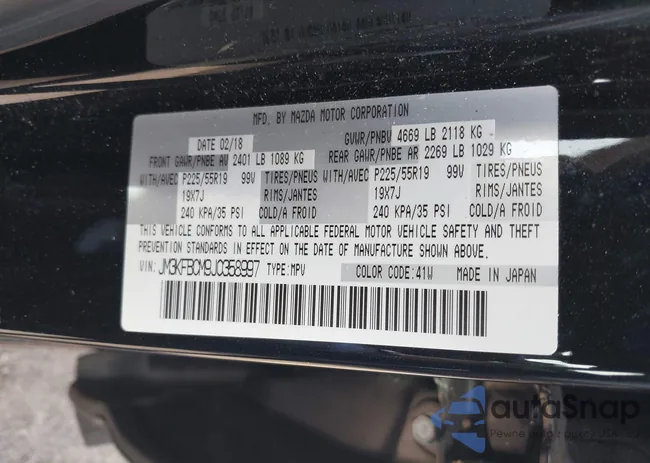 MFD. BY MAZDA MOTOR CORPORATION
DATE 02/18 GVWR/PNBV 4669 LB 2118 KG
FRONT GAWR/PNBE AV 2401 LB 1089 KG REAR GAWR/PNBE AR 2269 LB 1029 KG
WITH/AVEC P225/55R19 99V TIRES/PNEUS WITH/AVEC P225/55R19 99V TIRES/PNEUS
19X7J RIMS/JANTES 19X7J RIMS/JANTES
240 KPA/35 PSI COLD/A FROID 240 KPA/35 PSI COLD/A FROID
THIS VEHICLE CONFORMS TO ALL APPLICABLE FEDERAL MOTOR VEHICLE SAFETY AND THEFT
PREVENTION STANDARDS IN EFFECT ON THE DATE OF MANUFACTURE SHOWN ABOVE.
VIN: JM3KFBCM9J0358997 TYPE:MPV COLOR CODE:41W MADE IN JAPAN
autaSnap
Pewne auto z